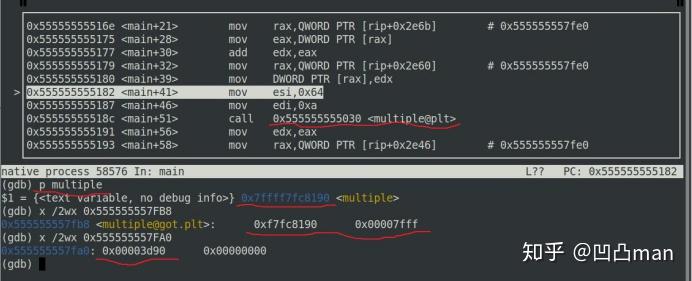 0x55555555516e <main+21> mov rax,QWORD PTR [rip+0x2e6b] # 0x555555557fe0
0x555555555175 <main+28> mov eax,DWORD PTR [rax]
0x555555555177 <main+30> add edx,eax
0x555555555179 <main+32> mov rax,QWORD PTR [rip+0x2e60] # 0x555555557fe0
0x555555555180 <main+39> mov DWORD PTR [rax],edx
> 0x555555555182 <main+41> mov esi,0x64
0x555555555187 <main+46> mov edi,0xa
0x55555555518c <main+51> call 0x555555555030 <multiple@plt>
0x555555555191 <main+56> mov edx,eax
0x555555555193 <main+58> mov rax,QWORD PTR [rip+0x2e46] # 0x555555557fe0
native process 58576 In: main L?? PC: 0x555555555182
(gdb) p multiple
$1 = {<text variable, no debug info>} 0x7ffff7fc8190 <multiple>
(gdb) x /2wx 0x555555557FB8
0x555555557fb8 <multiple@got.plt>: 0xf7fc8190 0x00007fff
(gdb) x /2wx 0x555555557FA0
0x555555557fa0: 0x00003d90 0x00000000
(gdb)
知乎 @凹凸man